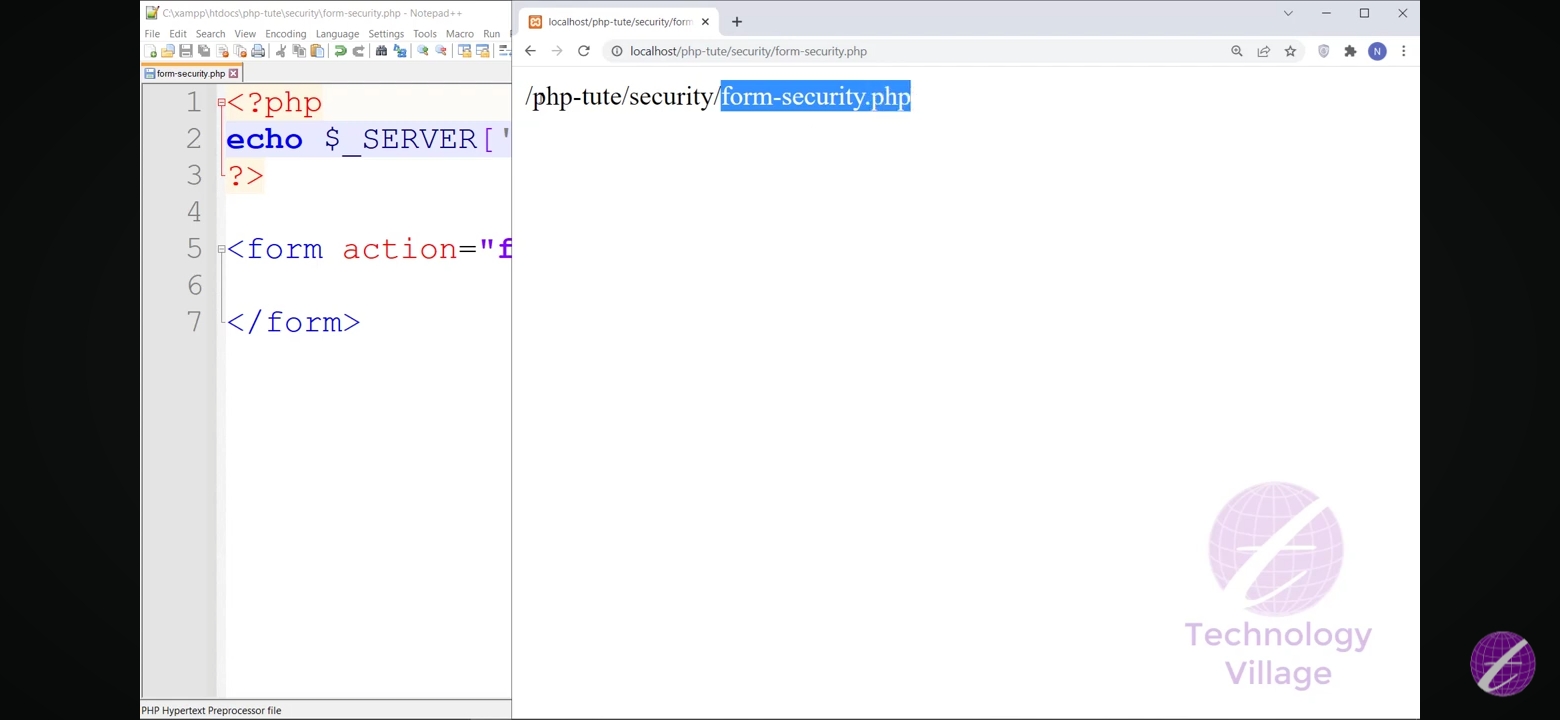 C:\xampp\htdocs\php-tute\security\form-security.php - Notepad++
File Edit Search View Encoding Language Settings Tools Macro Run
form-security.php
1 <?php
2 echo $_SERVER['
3 ?>
4
5 <form action="f
6
7 </form>
PHP Hypertext Preprocessor file
localhost/php-tute/security/form
localhost/php-tute/security/form-security.php
N
/php-tute/security/form-security.php
Technology
Village